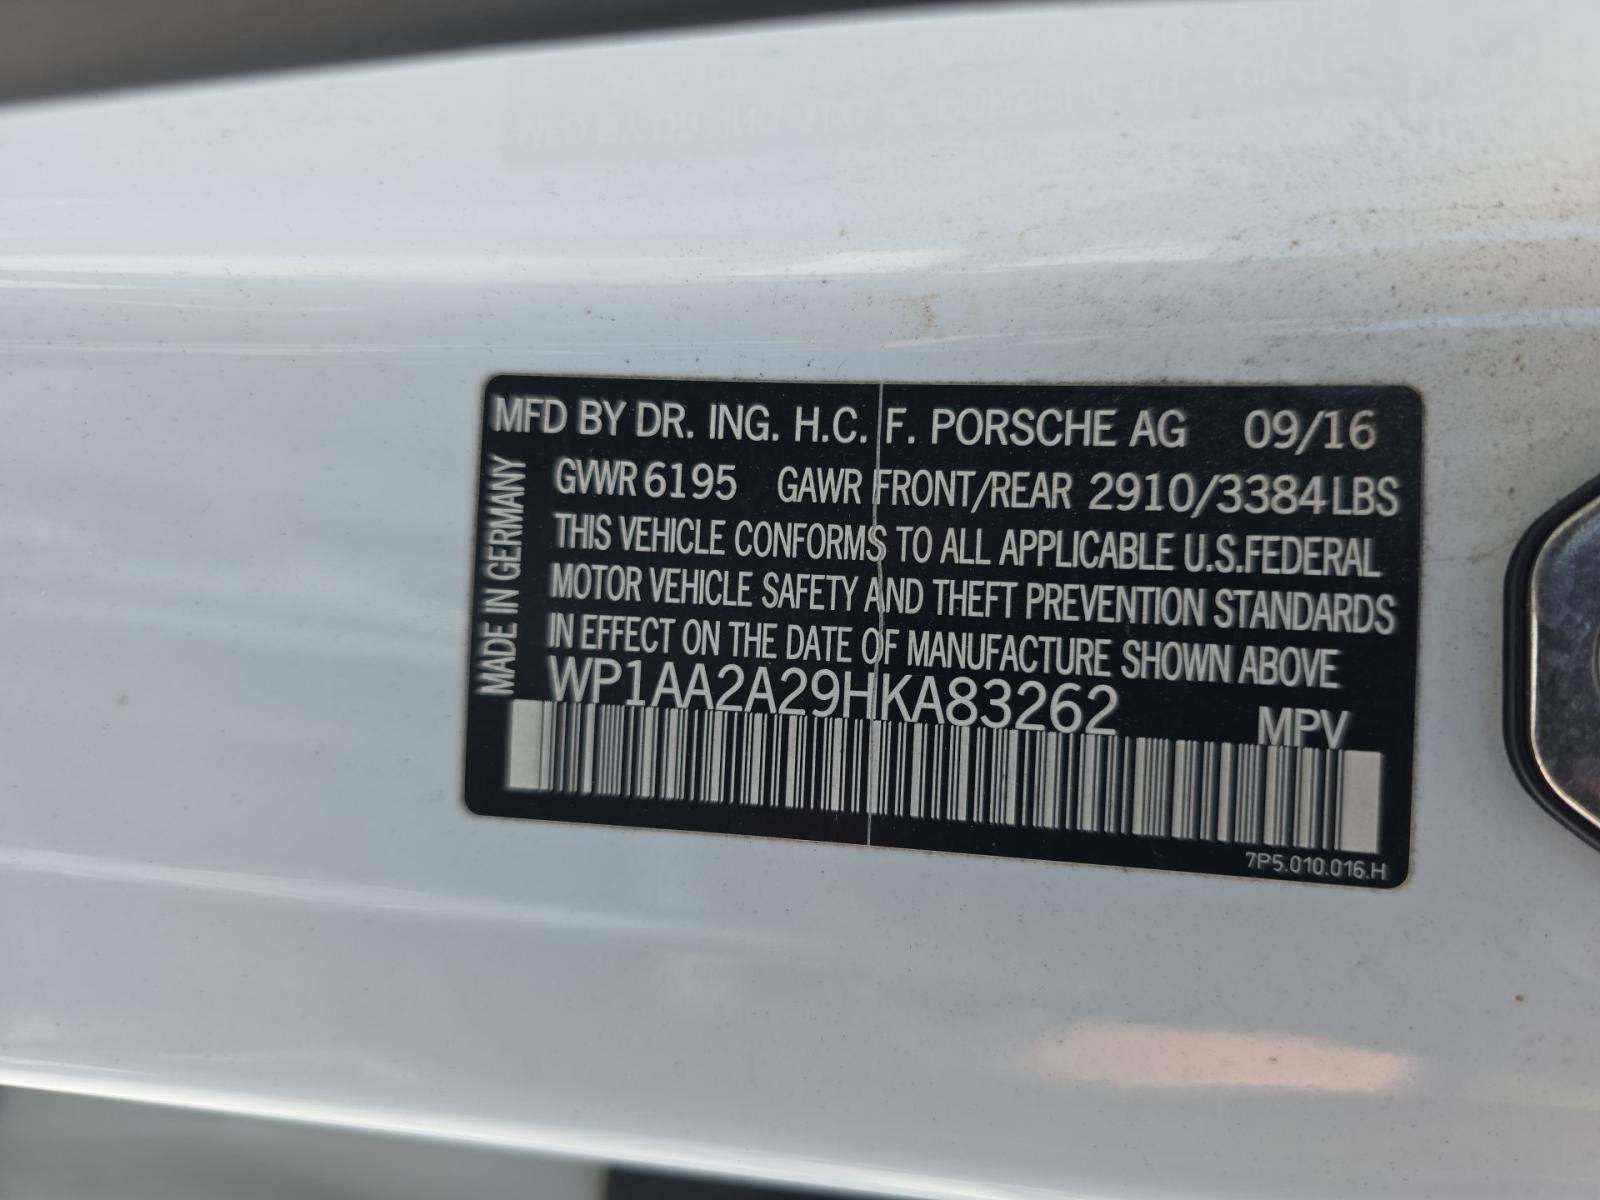 MFD BY DR. ING. H.C. F. PORSCHE AG 09/16
MADE IN GERMANY
GVWR 6195 GAWR FRONT/REAR 2910/3384LBS
THIS VEHICLE CONFORMS TO ALL APPLICABLE U.S.FEDERAL
MOTOR VEHICLE SAFETY AND THEFT PREVENTION STANDARDS
IN EFFECT ON THE DATE OF MANUFACTURE SHOWN ABOVE
WP1AA2A29HKA83262 MPV
7P5.010.016.H